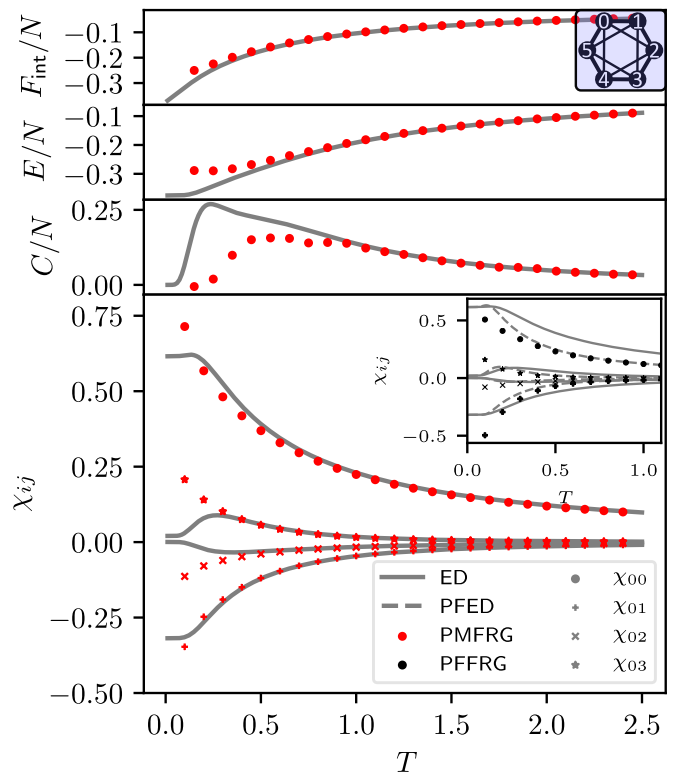 F_int/N
−0.1
−0.2
−0.3
0 1
5 2
4 3
E/N
−0.1
−0.2
−0.3
C/N
0.25
0.00
χ_ij
0.75
0.50
0.25
0.00
−0.25
−0.50
0.0 0.5 1.0 1.5 2.0 2.5
T
χ_ij
0.5
0.0
−0.5
0.0 0.5 1.0
T
ED
PFED
PMFRG
PFFRG
χ_00
χ_01
χ_02
χ_03